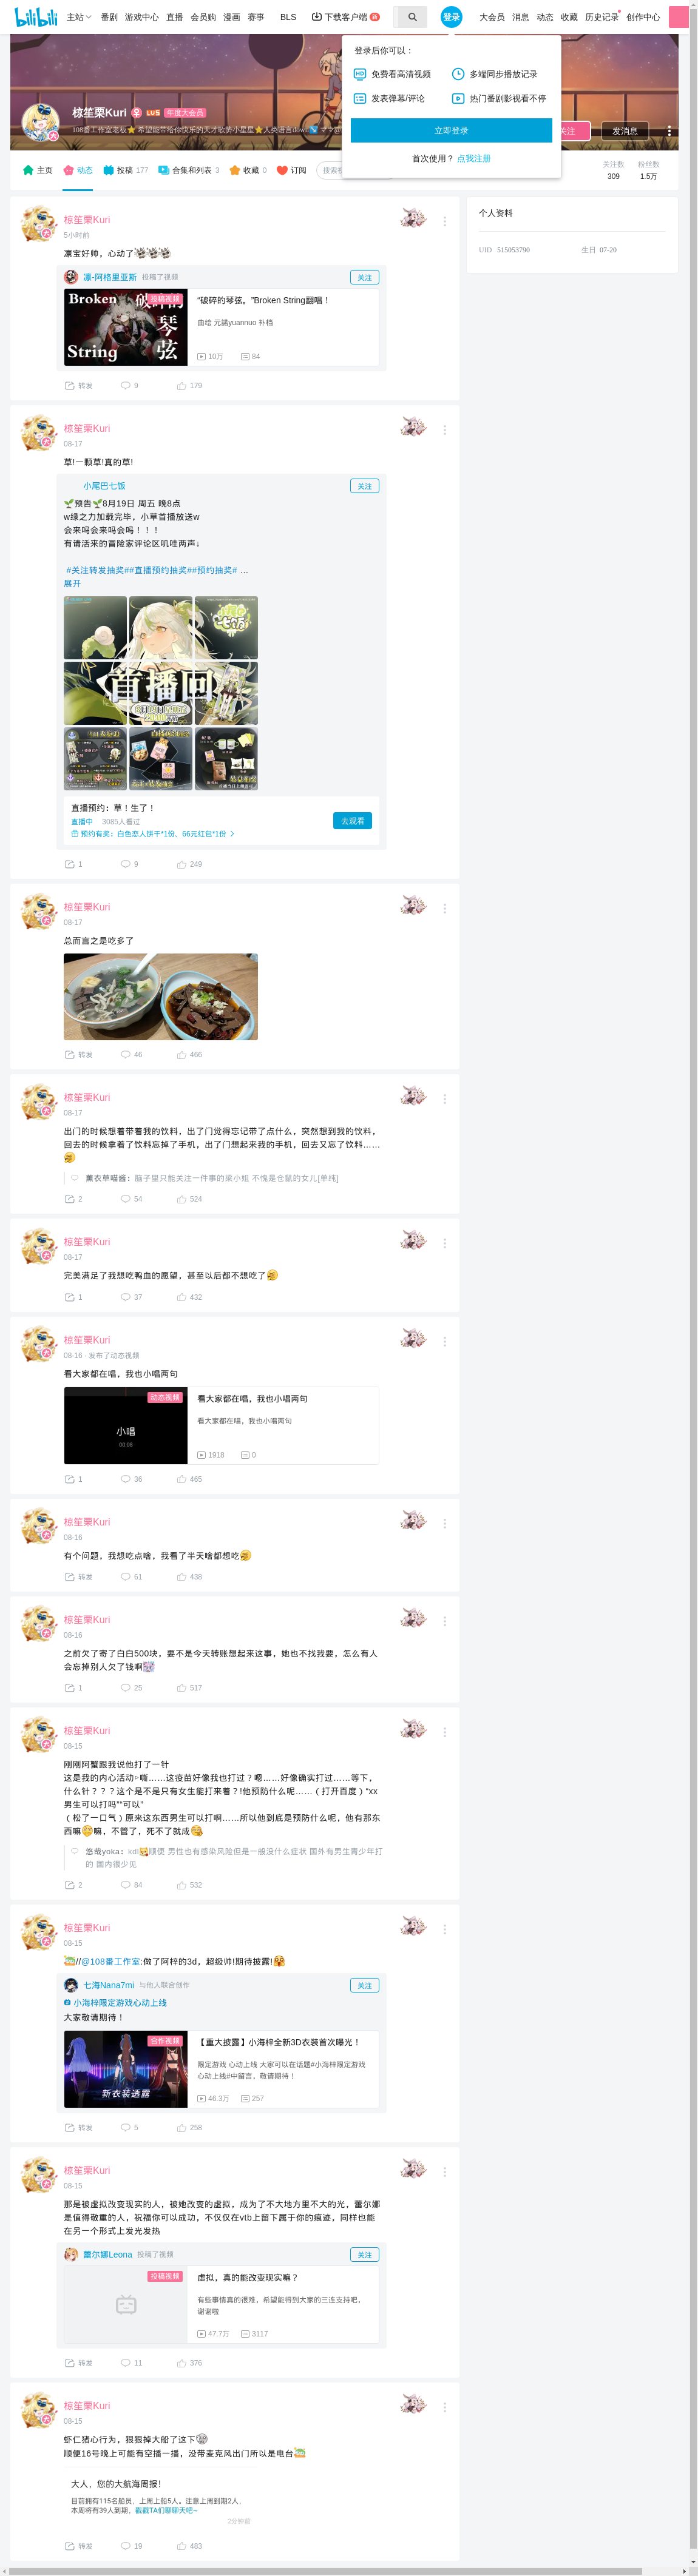 bilibili 主站 番剧 游戏中心 直播 会员购 漫画 赛事 BLS 下载客户端 登录 大会员 消息 动态 收藏 历史记录 创作中心
登录后你可以：
免费看高清视频 多端同步播放记录
发表弹幕/评论 热门番剧影视看不停
立即登录
首次使用？ 点我注册
椋笙栗Kuri LV5 年度大会员
108番工作室老板⭐希望能带给你快乐的天才歌势小星星⭐人类语言down
关注 发消息
主页 动态 投稿 177 合集和列表 3 收藏 0 订阅
关注数 粉丝数
309 1.5万
个人资料
UID 515053790 生日 07-20
椋笙栗Kuri
5小时前
凛宝好帅，心动了
凛-阿格里亚斯 投稿了视频 关注
投稿视频
Broken 破碎的琴弦 String
“破碎的琴弦。”Broken String翻唱！
曲绘 元諾yuannuo 补档
10万 84
转发 9 179
椋笙栗Kuri
08-17
草!一颗草!真的草!
小尾巴七饭 关注
🌱预告🌱8月19日 周五 晚8点
w绿之力加载完毕，小草首播放送w
会来吗会来吗会吗！！！
有请活来的冒险家评论区叽哇两声↓
#关注转发抽奖##直播预约抽奖##预约抽奖# ...
展开
首播回
直播预约：草！生了！
直播中 3085人看过
预约有奖：白色恋人饼干*1份、66元红包*1份
去观看
1 9 249
椋笙栗Kuri
08-17
总而言之是吃多了
转发 46 466
椋笙栗Kuri
08-17
出门的时候想着带着我的饮料，出了门觉得忘记带了点什么，突然想到我的饮料，
回去的时候拿着了饮料忘掉了手机，出了门想起来我的手机，回去又忘了饮料……
薰衣草喵酱：脑子里只能关注一件事的梁小姐 不愧是仓鼠的女儿[单纯]
2 54 524
椋笙栗Kuri
08-17
完美满足了我想吃鸭血的愿望，甚至以后都不想吃了
1 37 432
椋笙栗Kuri
08-16 · 发布了动态视频
看大家都在唱，我也小唱两句
动态视频
小唱
00:08
看大家都在唱，我也小唱两句
看大家都在唱，我也小唱两句
1918 0
1 36 465
椋笙栗Kuri
08-16
有个问题，我想吃点啥，我看了半天啥都想吃
转发 61 438
椋笙栗Kuri
08-16
之前欠了寄了白白500块，要不是今天转账想起来这事，她也不找我要，怎么有人
会忘掉别人欠了钱啊
1 25 517
椋笙栗Kuri
08-15
刚刚阿蟹跟我说他打了一针
这是我的内心活动▷嘶……这疫苗好像我也打过？嗯……好像确实打过……等下，
什么针？？？这个是不是只有女生能打来着？!他预防什么呢……（打开百度）“xx
男生可以打吗”“可以”
（松了一口气）原来这东西男生可以打啊……所以他到底是预防什么呢，他有那东
西嘛嘛，不管了，死不了就成
悠哉yoka：kdl顺便 男性也有感染风险但是一般没什么症状 国外有男生青少年打
的 国内很少见
2 84 532
椋笙栗Kuri
08-15
//@108番工作室:做了阿梓的3d，超级帅!期待披露!
七海Nana7mi 与他人联合创作 关注
小海梓限定游戏心动上线
大家敬请期待！
合作视频
新衣装透露
【重大披露】小海梓全新3D衣装首次曝光！
限定游戏 心动上线 大家可以在话题#小海梓限定游戏
心动上线#中留言，敬请期待！
46.3万 257
转发 5 258
椋笙栗Kuri
08-15
那是被虚拟改变现实的人，被她改变的虚拟，成为了不大地方里不大的光，蕾尔娜
是值得敬重的人，祝福你可以成功，不仅仅在vtb上留下属于你的痕迹，同样也能
在另一个形式上发光发热
蕾尔娜Leona 投稿了视频 关注
投稿视频
虚拟，真的能改变现实嘛？
有些事情真的很难，希望能得到大家的三连支持吧，
谢谢啦
47.7万 3117
转发 11 376
椋笙栗Kuri
08-15
虾仁猪心行为，狠狠掉大船了这下
顺便16号晚上可能有空播一播，没带麦克风出门所以是电台
大人，您的大航海周报！
目前拥有115名船员，上周上船5人。注意上周到期2人，
本周将有39人到期，戳戳TA们聊聊天吧~
2分钟前
转发 19 483